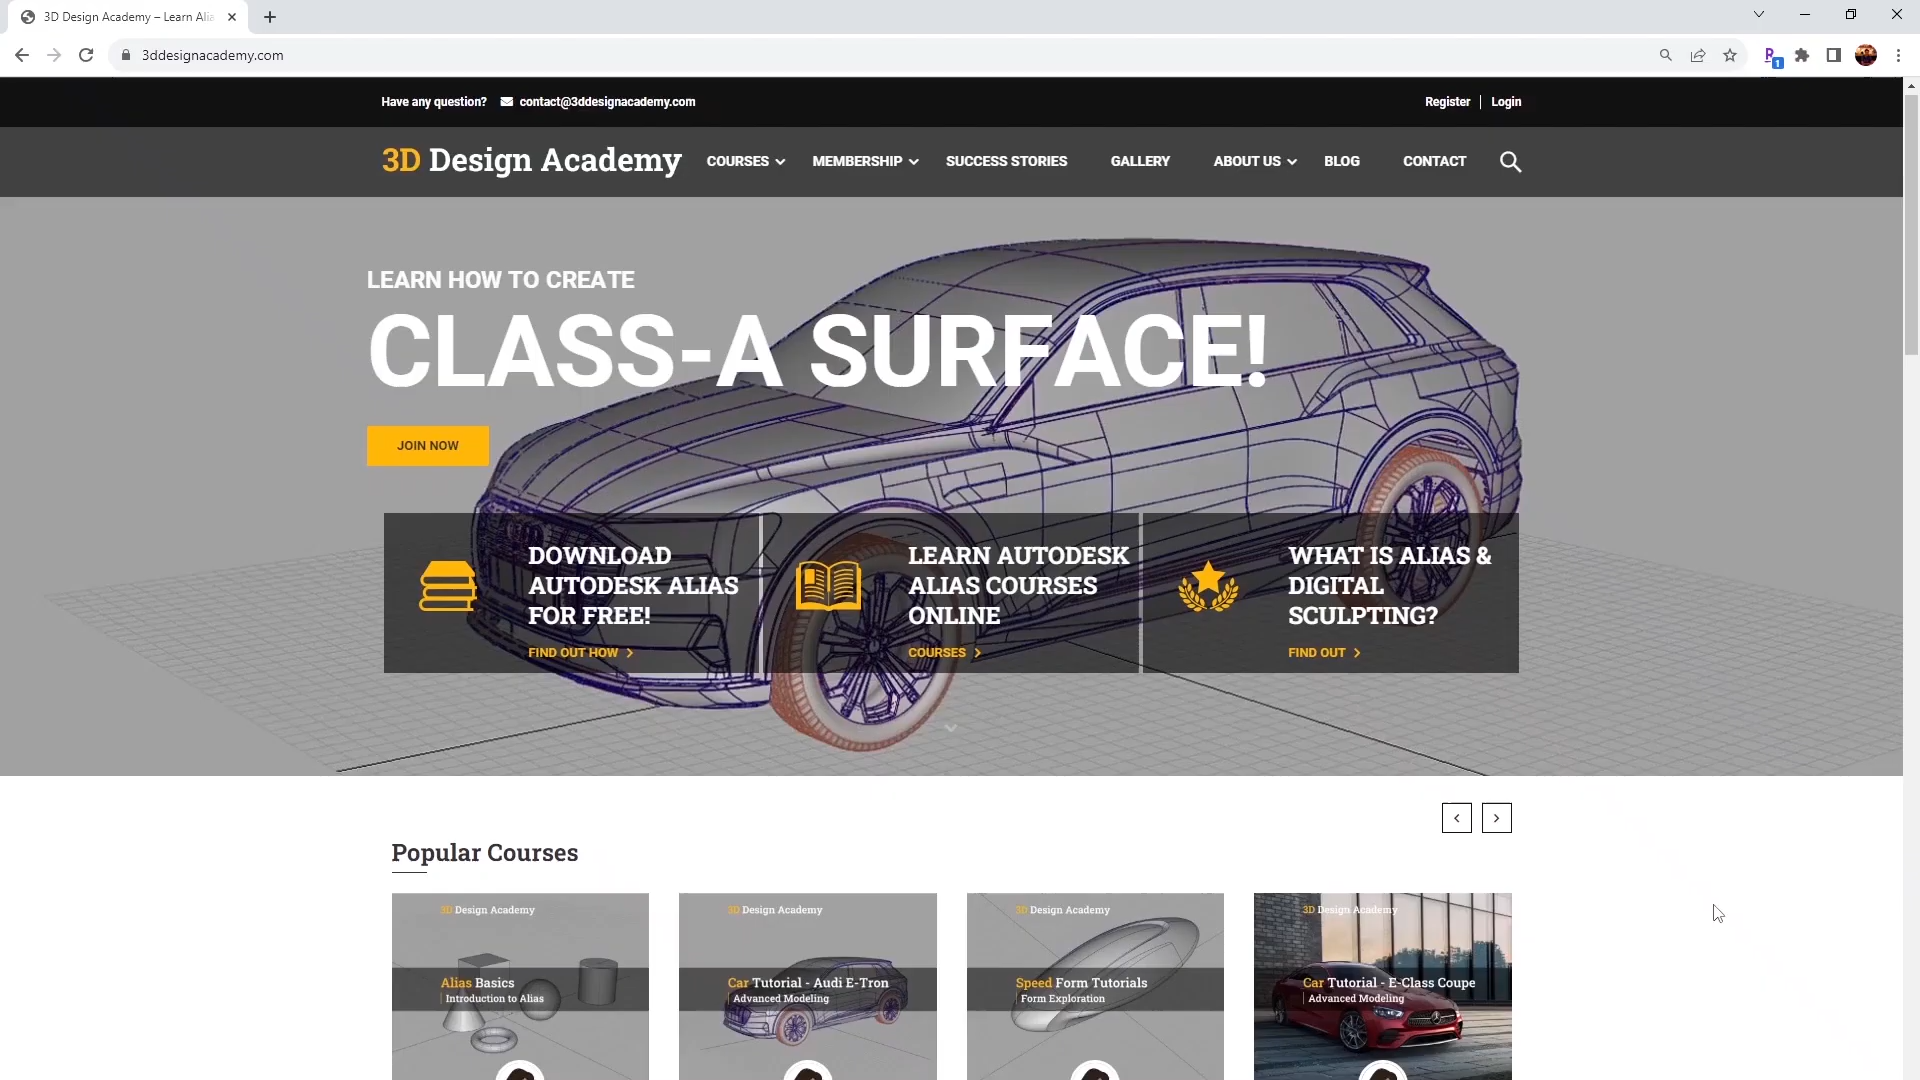 3D Design Academy – Learn Alia
3ddesignacademy.com
1
Have any question? contact@3ddesignacademy.com
Register Login
3D Design Academy
COURSES MEMBERSHIP SUCCESS STORIES GALLERY ABOUT US BLOG CONTACT
LEARN HOW TO CREATE
CLASS-A SURFACE!
JOIN NOW
DOWNLOAD
AUTODESK ALIAS
FOR FREE!
FIND OUT HOW
LEARN AUTODESK
ALIAS COURSES
ONLINE
COURSES
WHAT IS ALIAS &
DIGITAL
SCULPTING?
FIND OUT
Popular Courses
3D Design Academy
Alias Basics
Introduction to Alias
3D Design Academy
Car Tutorial - Audi E-Tron
Advanced Modeling
3D Design Academy
Speed Form Tutorials
Form Exploration
3D Design Academy
Car Tutorial - E-Class Coupe
Advanced Modeling